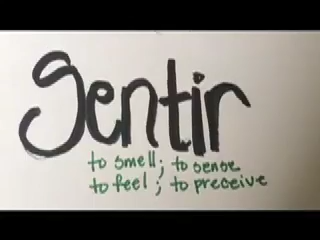 Sentir
to smell; to sense
to feel; to preceive